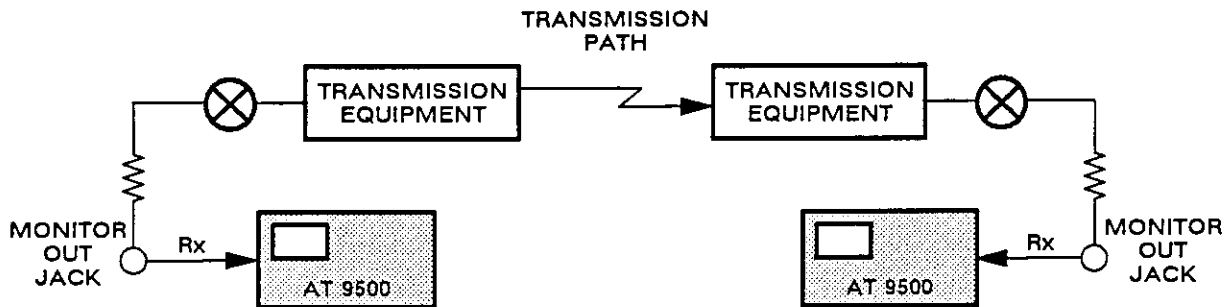 TRANSMISSION
PATH
TRANSMISSION
EQUIPMENT
TRANSMISSION
EQUIPMENT
MONITOR
OUT
JACK
Rx
AT 9500
AT 9500
Rx
MONITOR
OUT
JACK